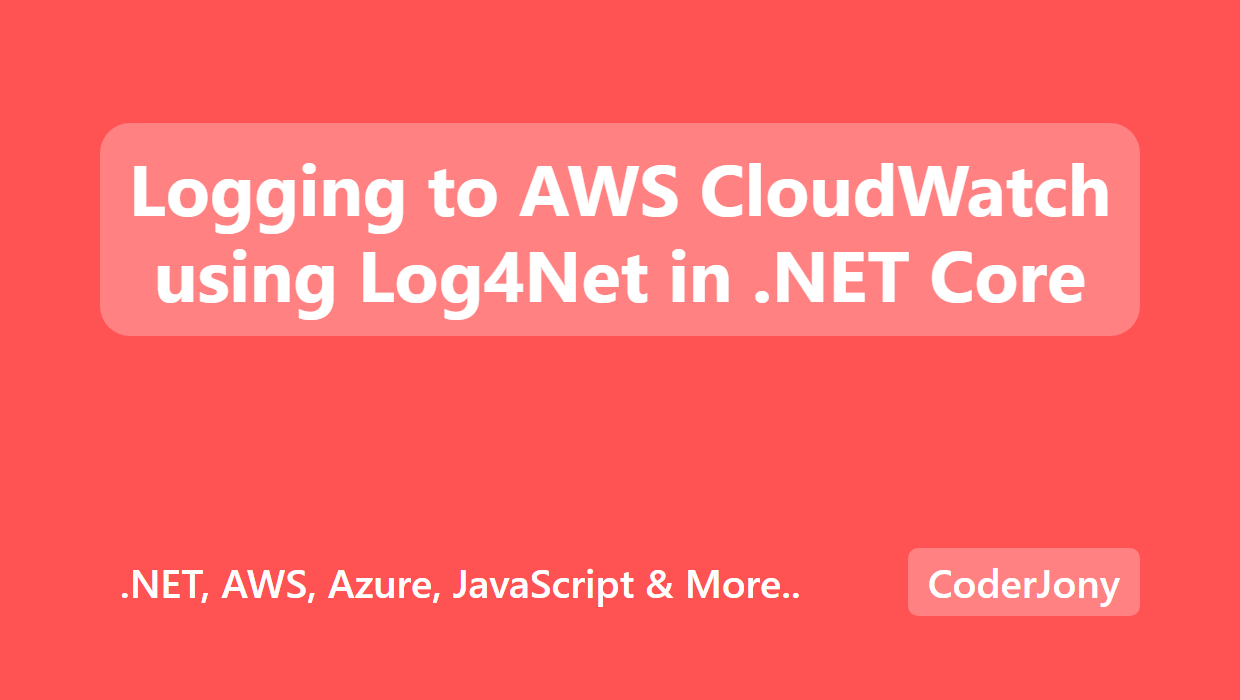 Logging to AWS CloudWatch
using Log4Net in .NET Core
.NET, AWS, Azure, JavaScript & More..
CoderJony